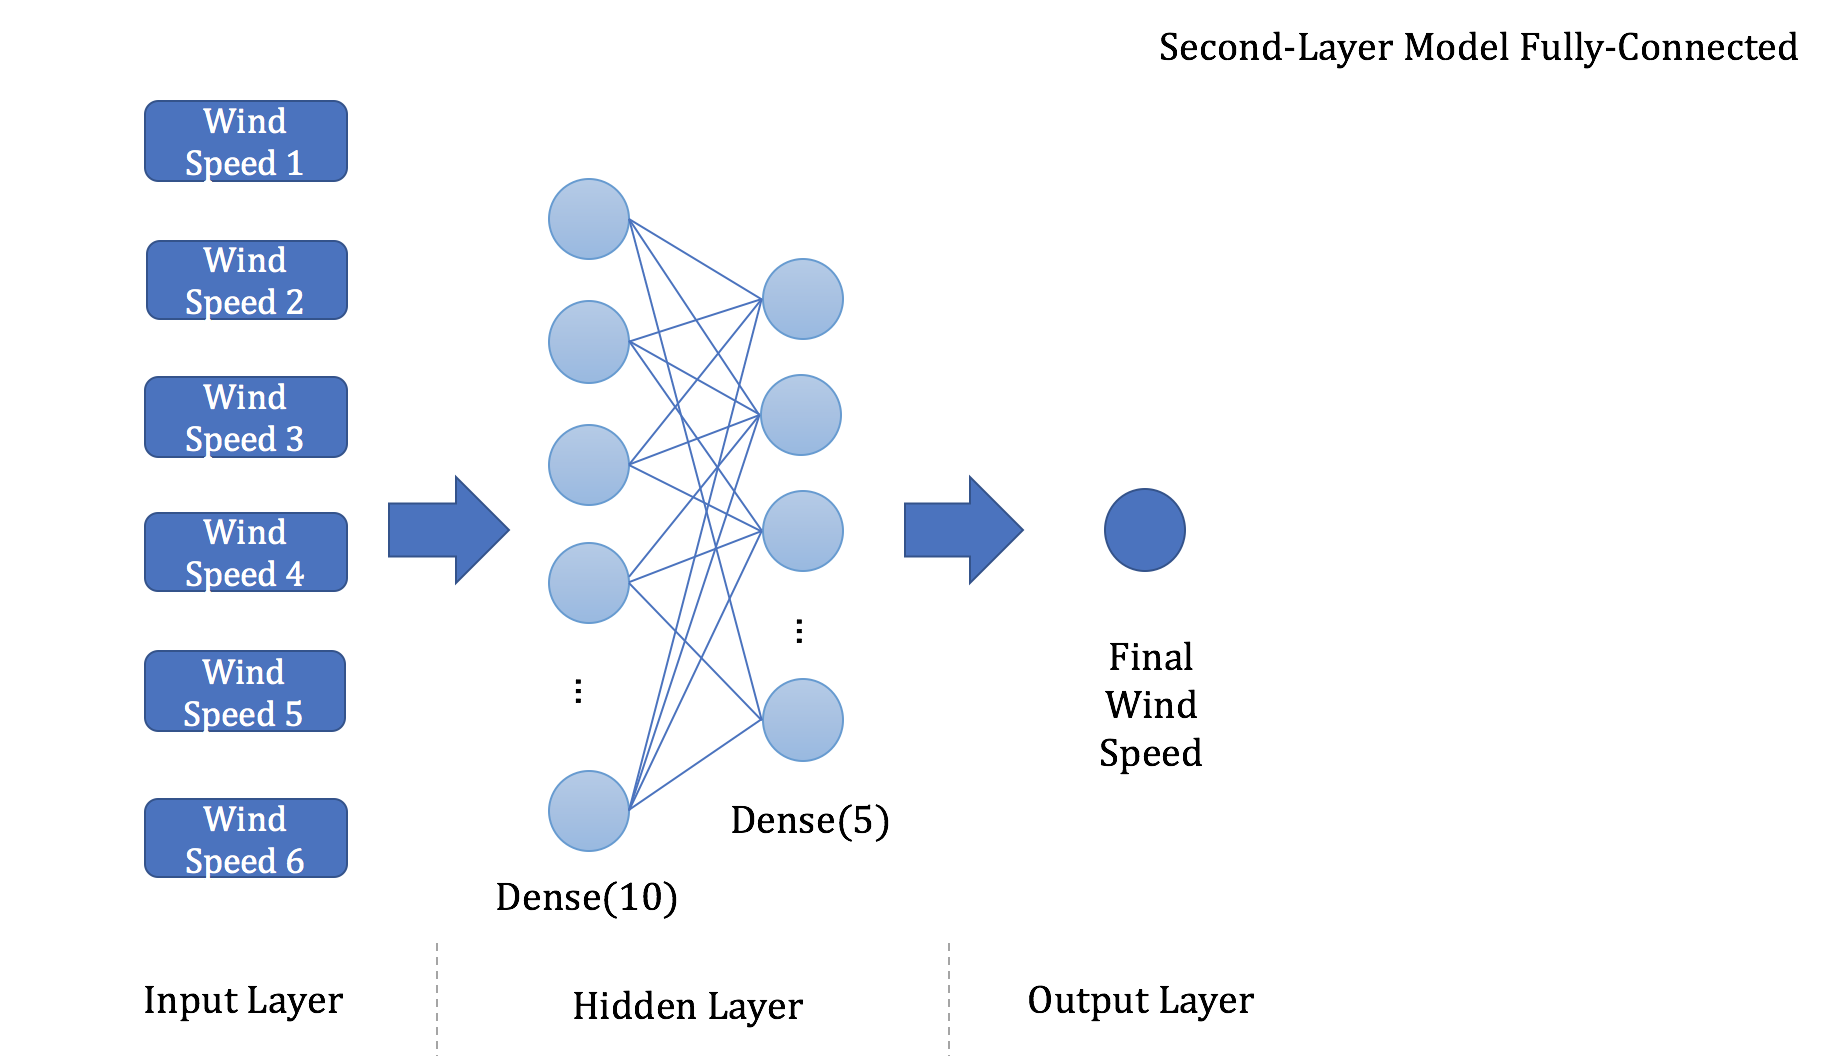 Second-Layer Model Fully-Connected
Wind
Speed 1
Wind
Speed 2
Wind
Speed 3
Wind
Speed 4
Wind
Speed 5
Wind
Speed 6
...
...
Dense(10)
Dense(5)
Final
Wind
Speed
Input Layer
Hidden Layer
Output Layer